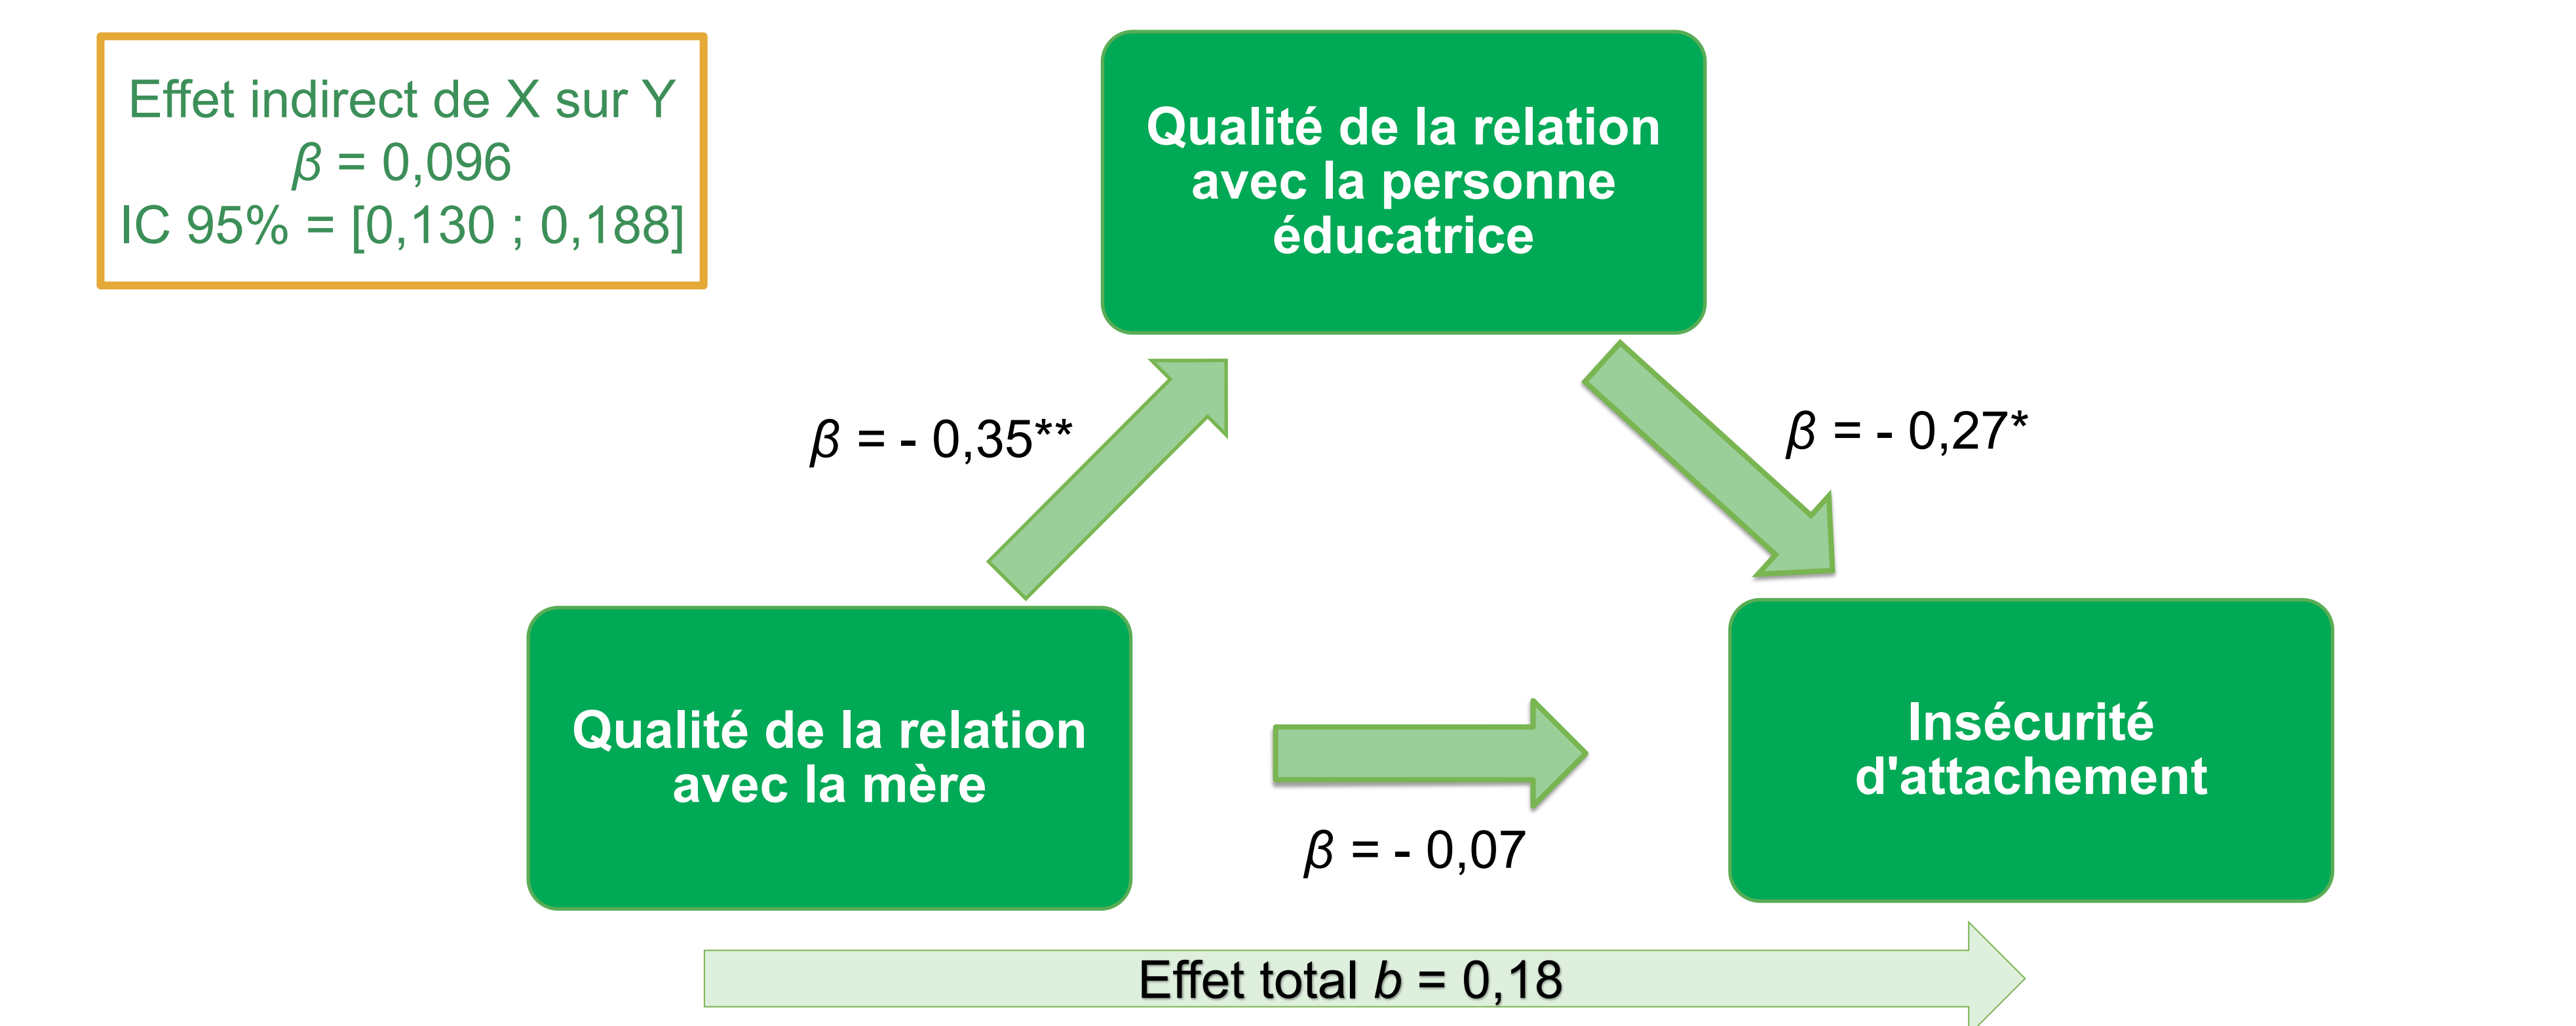 Effet indirect de X sur Y
β = 0,096
IC 95% = [0,130 ; 0,188]
Qualité de la relation
avec la personne
éducatrice
β = - 0,35**
β = - 0,27*
Qualité de la relation
avec la mère
Insécurité
d'attachement
β = - 0,07
Effet total b = 0,18